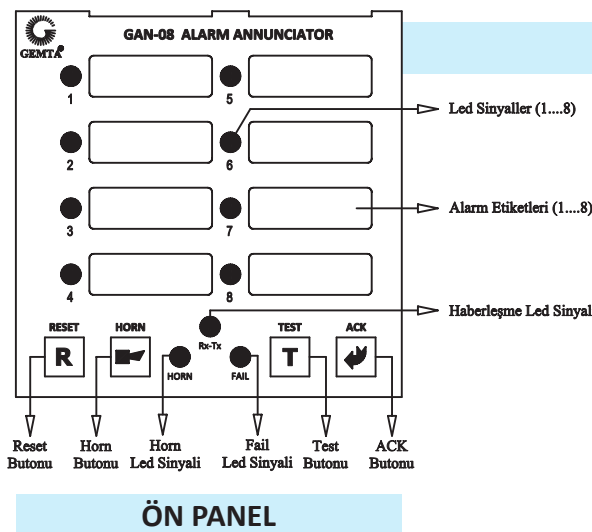 GAN-08 ALARM ANNUNCIATOR
GEMTA
1
5
2
6
Led Sinyaller (1....8)
3
7
Alarm Etiketleri (1....8)
4
8
Haberleşme Led Sinyal
RESET
HORN
Rx-Tx
TEST
ACK
R
HORN
FAIL
T
Reset
Butonu
Horn
Butonu
Horn
Led Sinyali
Fail
Led Sinyali
Test
Butonu
ACK
Butonu
ÖN PANEL